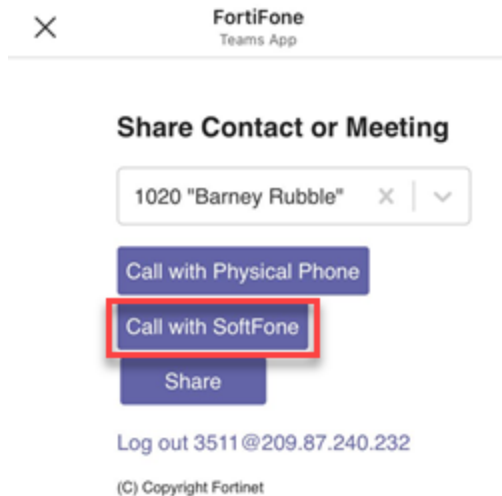 FortiFone
Teams App
Share Contact or Meeting
1020 "Barney Rubble"
Call with Physical Phone
Call with SoftFone
Share
Log out 3511@209.87.240.232
(C) Copyright Fortinet